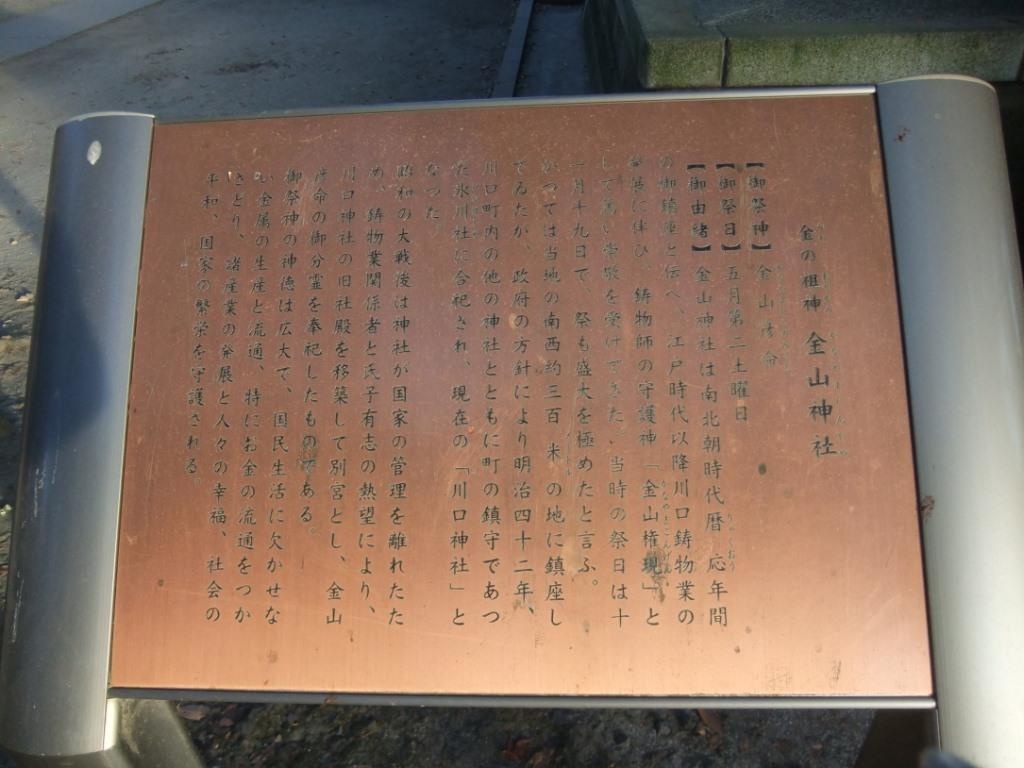 金の祖神 金山神社
【御祭神】金山彦命
【御祭日】五月第二土曜日
【御由緒】金山神社は南北朝時代暦応年間
の御鎮座と伝へ、江戸時代以降川口鋳物業の
発展に伴ひ、鋳物師の守護神「金山権現」と
して篤い崇敬を受けてきた。当時の祭日は十
一月十九日で、祭も盛大を極めたと言ふ。
かつては当地の南西約三百米の地に鎮座し
てゐたが、政府の方針により明治四十二年、
川口町内の他の神社とともに町の鎮守であつ
た氷川社に合祀され、現在の「川口神社」と
なつた。
昭和の大戦後は神社が国家の管理を離れたた
め、鋳物業関係者と氏子有志の熱望により、
川口神社の旧社殿を移築して別宮とし、金山
彦命の御分霊を奉祀したものである。
御祭神の神徳は広大で、国民生活に欠かせな
い金属の生産と流通、特にお金の流通をつか
さどり、諸産業の発展と人々の幸福、社会の
平和、国家の繁栄を守護される。